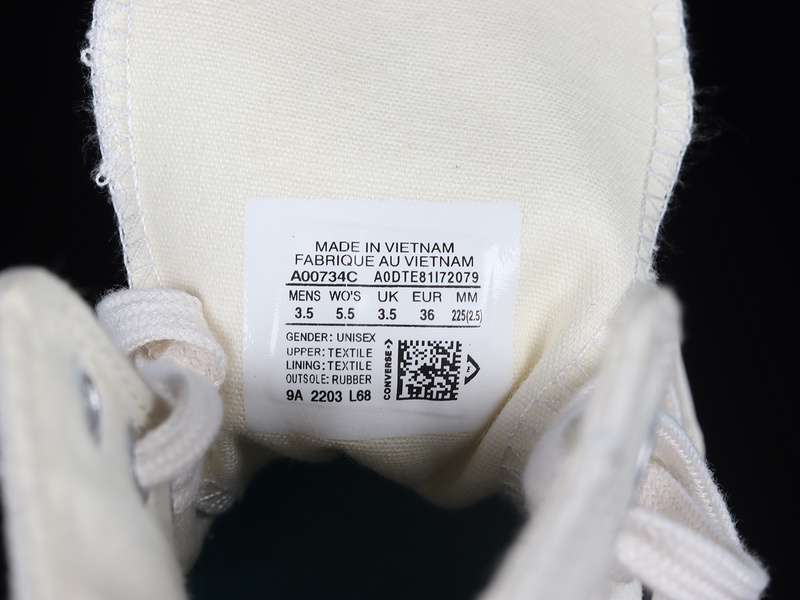 MADE IN VIETNAM
FABRIQUE AU VIETNAM
A00734C A0DTE81I72079
MENS WO'S UK EUR MM
3.5 5.5 3.5 36 225(2.5)
GENDER: UNISEX
UPPER: TEXTILE
LINING: TEXTILE
OUTSOLE: RUBBER
9A 2203 L68
CONVERSE